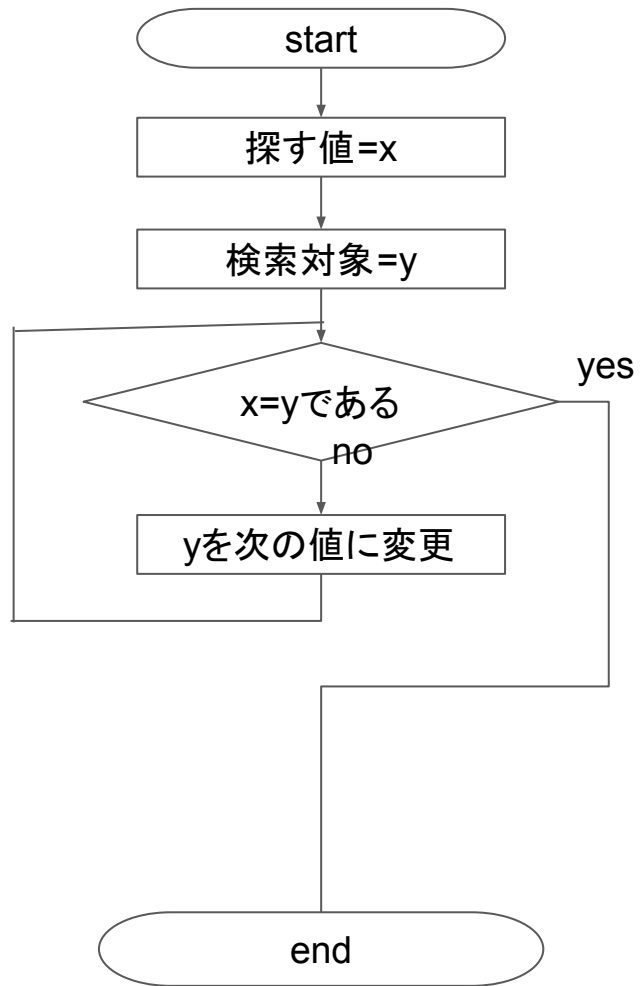 start
探す値=x
検索対象=y
yes
x=yである
no
yを次の値に変更
end